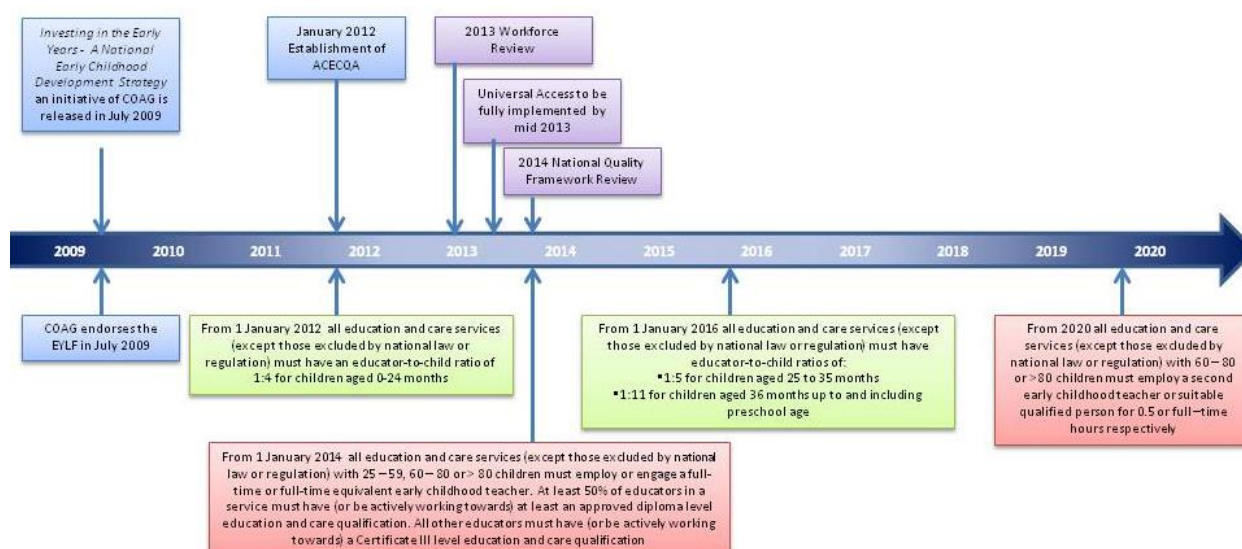 Investing in the Early
Years - A National
Early Childhood
Development Strategy
an initiative of COAG is
released in July 2009
January 2012
Establishment of
ACECQA
2013 Workforce
Review
Universal Access to be
fully implemented by
mid 2013
2014 National Quality
Framework Review
2009 2010 2011 2012 2013 2014 2015 2016 2017 2018 2019 2020
COAG endorses the
EYLF in July 2009
From 1 January 2012 all education and care services
(except those excluded by national law or
regulation) must have an educator-to-child ratio of
1:4 for children aged 0-24 months
From 1 January 2014 all education and care services (except those excluded by national
law or regulation) with 25–59, 60–80 or > 80 children must employ or engage a full-
time or full-time equivalent early childhood teacher. At least 50% of educators in a
service must have (or be actively working towards) at least an approved diploma level
education and care qualification. All other educators must have (or be actively working
towards) a Certificate III level education and care qualification
From 1 January 2016 all education and care services (except
those excluded by national law or regulation) must have
educator-to-child ratios of:
▪1:5 for children aged 25 to 35 months
▪1:11 for children aged 36 months up to and including
preschool age
From 2020 all education and care
services (except those excluded by
national law or regulation) with 60–80
or >80 children must employ a second
early childhood teacher or suitable
qualified person for 0.5 or full–time
hours respectively